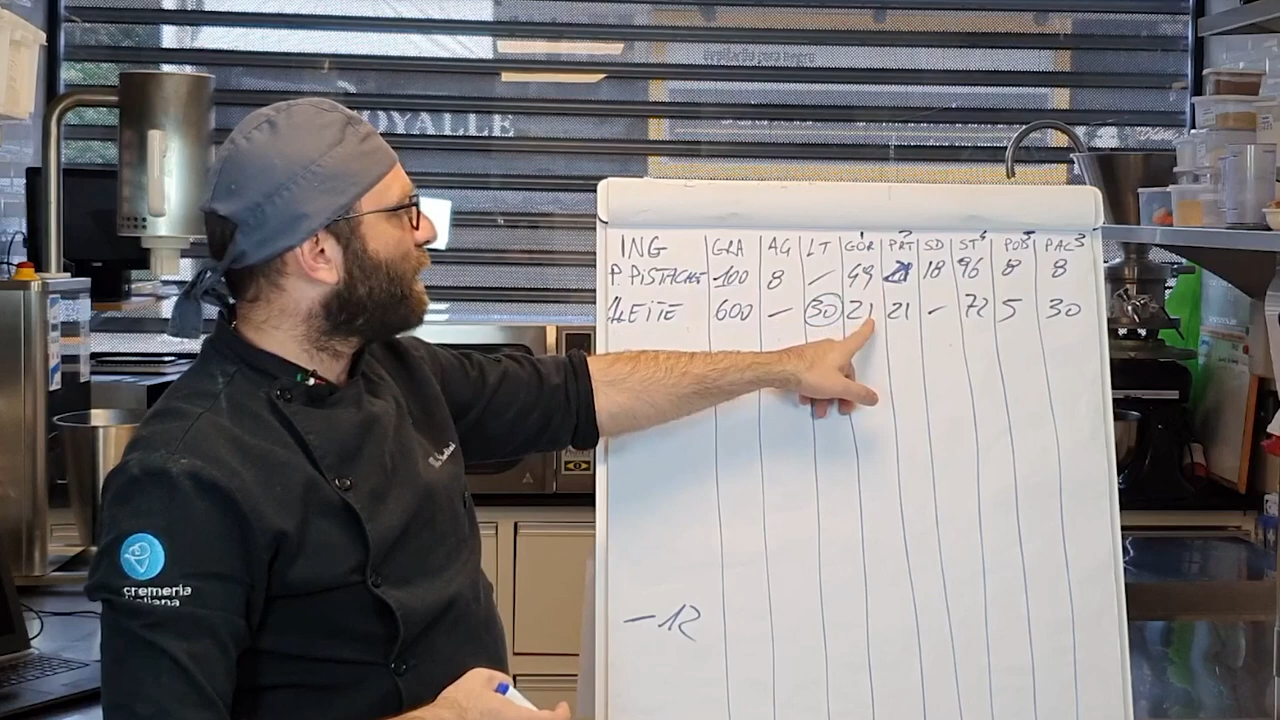 OYALLE
ING GRA AG LT GOR PRT SD ST POD PAC
P. PISTACHE 100 8 / 49 18 96 8 8
LEITE 600 - 30 21 21 - 72 5 30
-12
cremeria
italiana